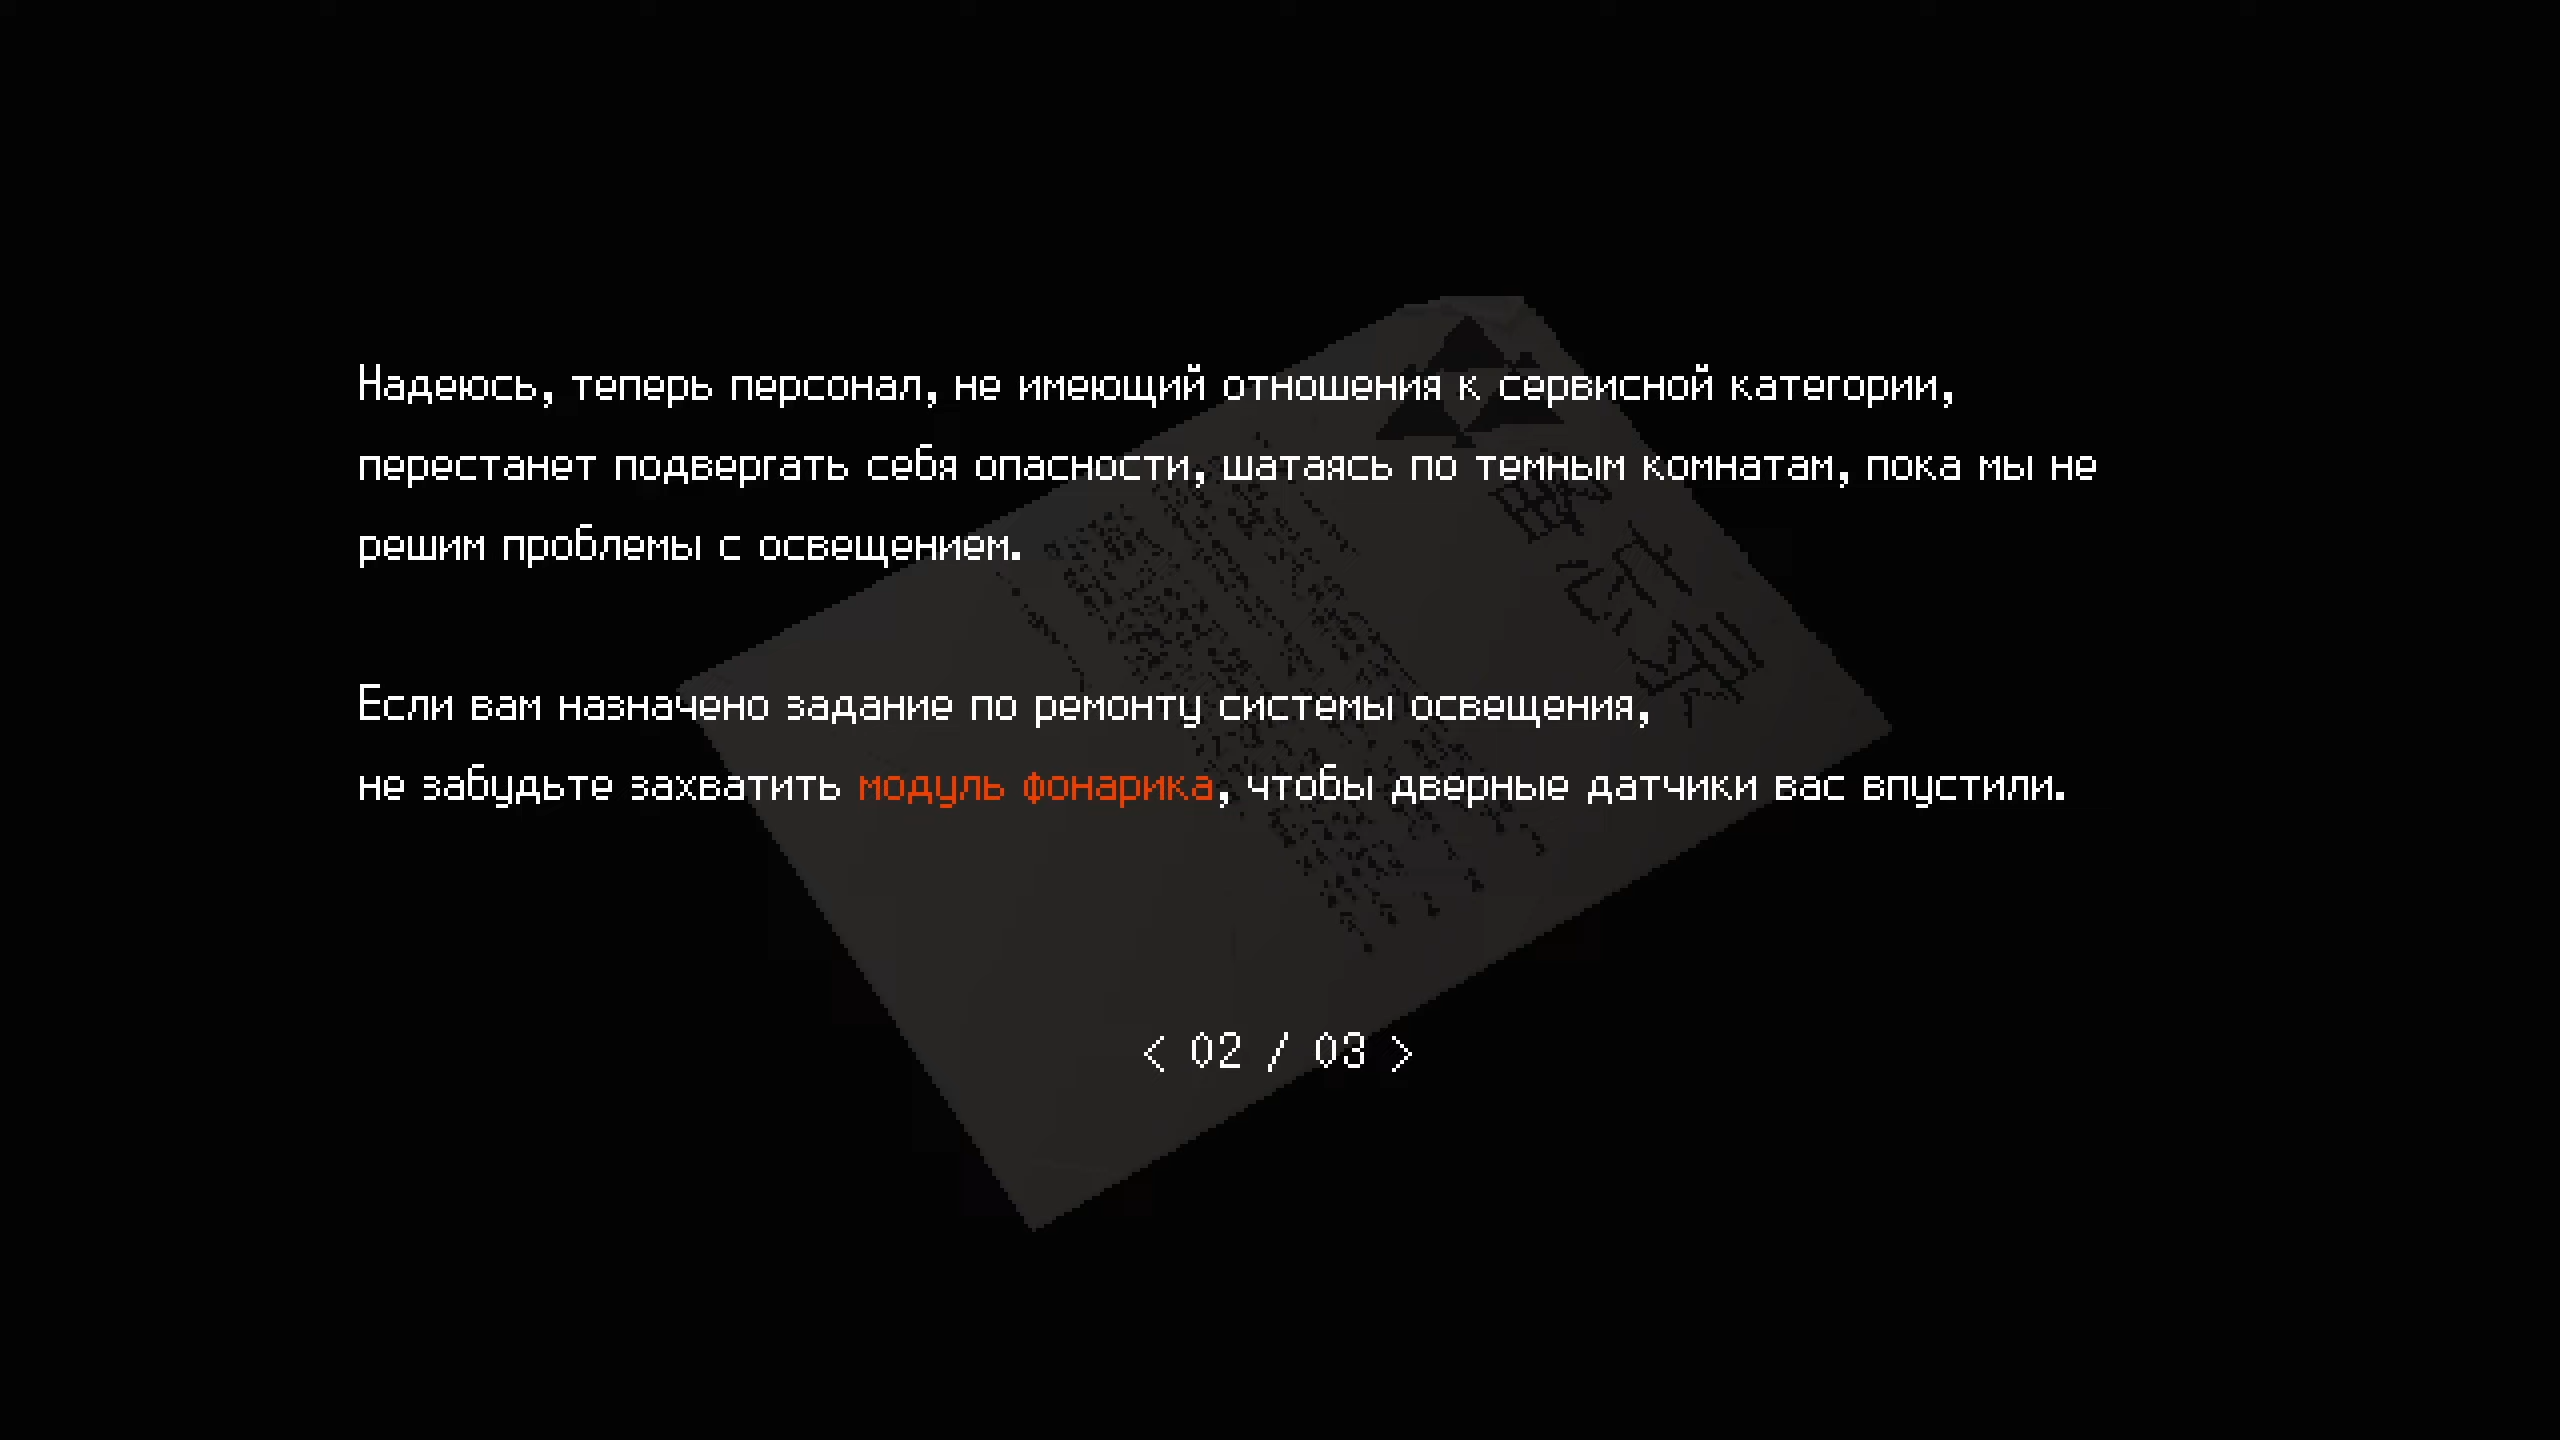 Надеюсь, теперь персонал, не имеющий отношения к сервисной категории,
перестанет подвергать себя опасности, шатаясь по темным комнатам, пока мы не
решим проблемы с освещением.
Если вам назначено задание по ремонту системы освещения,
не забудьте захватить модуль фонарика, чтобы дверные датчики вас впустили.
< 02 / 03 >